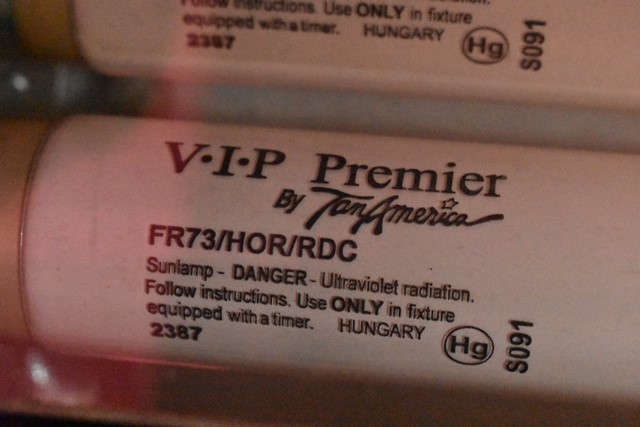 Follow instructions. Use ONLY in fixture
equipped with a timer. HUNGARY
2387
Hg
S091
V·I·P Premier
By TanAmerica
FR73/HOR/RDC
Sunlamp - DANGER - Ultraviolet radiation.
Follow instructions. Use ONLY in fixture
equipped with a timer. HUNGARY
2387
Hg
S091